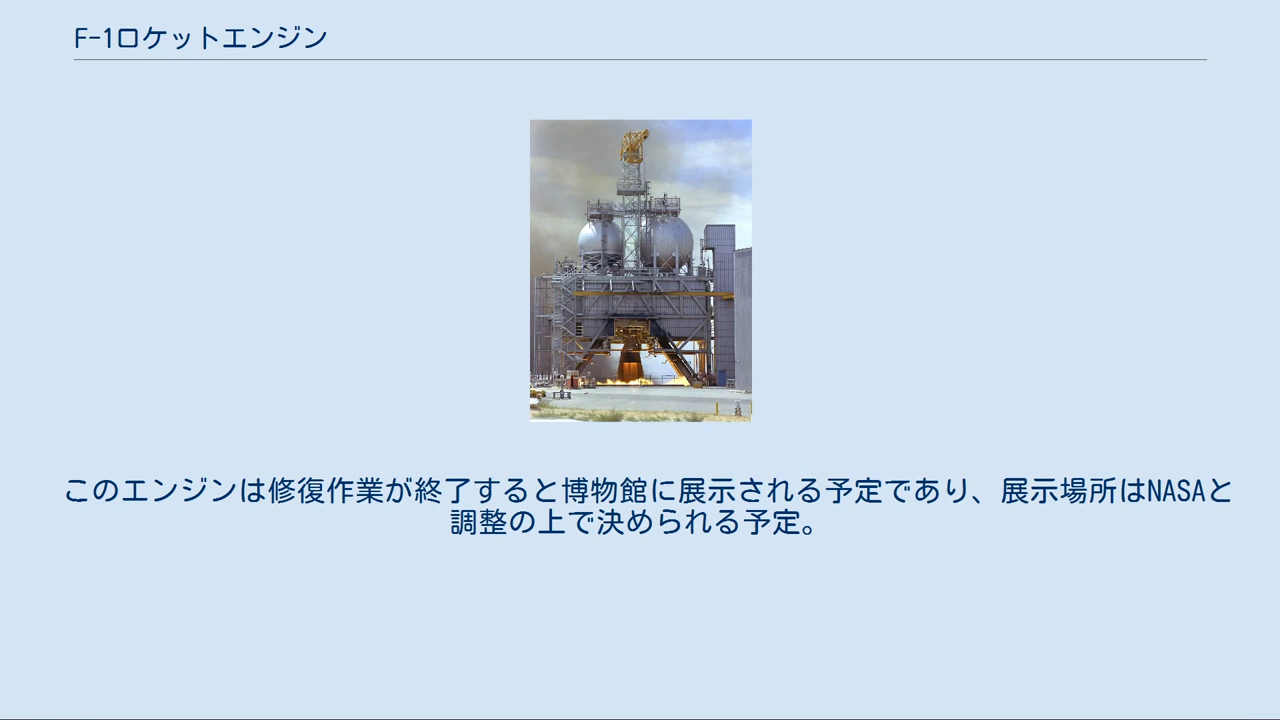 F-1ロケットエンジン
このエンジンは修復作業が終了すると博物館に展示される予定であり、展示場所はNASAと
調整の上で決められる予定。